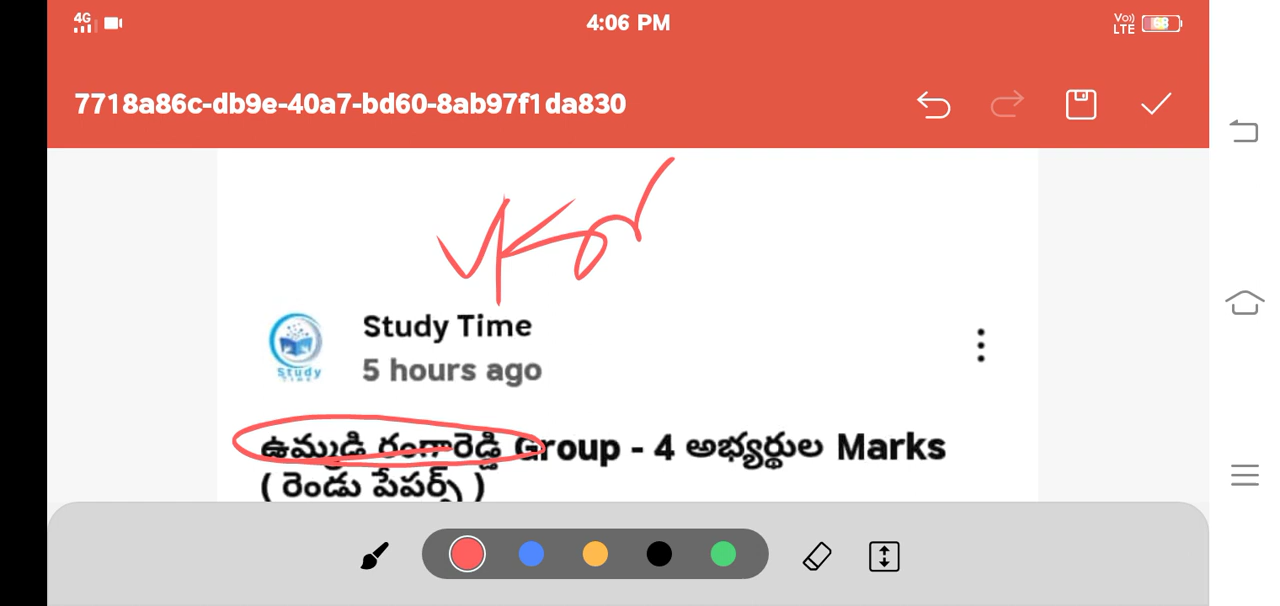 4G
4:06 PM
Vo)) LTE
68
7718a86c-db9e-40a7-bd60-8ab97f1da830
Study Time
5 hours ago
ఉమ్మడి రంగారెడ్డి Group - 4 అభ్యర్థుల Marks
( రెండు పేపర్స్ )